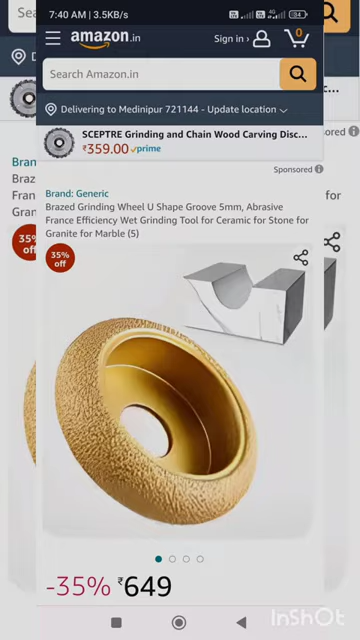 7:40 AM | 3.5KB/s
amazon.in
Sign in ›
0
Search Amazon.in
Delivering to Medinipur 721144 - Update location
SCEPTRE Grinding and Chain Wood Carving Disc...
₹359.00 prime
Sponsored
Brand: Generic
Brazed Grinding Wheel U Shape Groove 5mm, Abrasive
France Efficiency Wet Grinding Tool for Ceramic for Stone for
Granite for Marble (5)
35%
off
-35% ₹649
InShOt